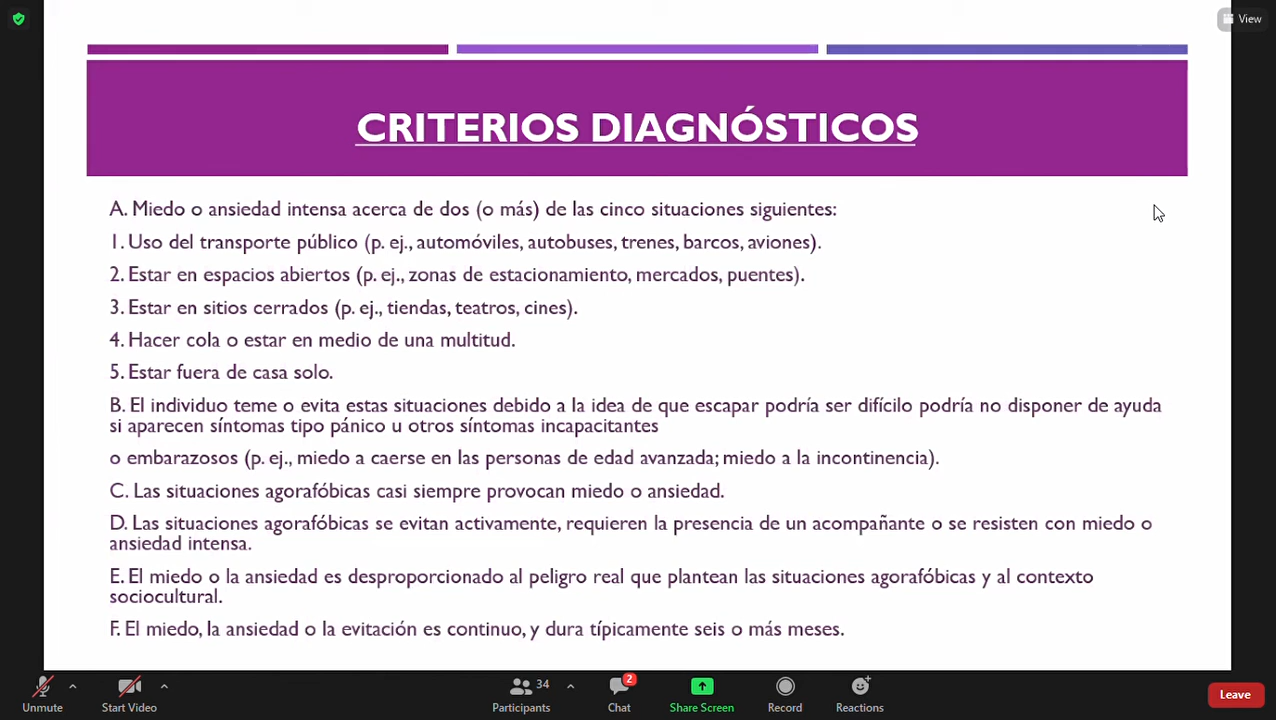 View
CRITERIOS DIAGNÓSTICOS
A. Miedo o ansiedad intensa acerca de dos (o más) de las cinco situaciones siguientes:
1. Uso del transporte público (p. ej., automóviles, autobuses, trenes, barcos, aviones).
2. Estar en espacios abiertos (p. ej., zonas de estacionamiento, mercados, puentes).
3. Estar en sitios cerrados (p. ej., tiendas, teatros, cines).
4. Hacer cola o estar en medio de una multitud.
5. Estar fuera de casa solo.
B. El individuo teme o evita estas situaciones debido a la idea de que escapar podría ser difícilo podría no disponer de ayuda
si aparecen síntomas tipo pánico u otros síntomas incapacitantes
o embarazosos (p. ej., miedo a caerse en las personas de edad avanzada; miedo a la incontinencia).
C. Las situaciones agorafóbicas casi siempre provocan miedo o ansiedad.
D. Las situaciones agorafóbicas se evitan activamente, requieren la presencia de un acompañante o se resisten con miedo o
ansiedad intensa.
E. El miedo o la ansiedad es desproporcionado al peligro real que plantean las situaciones agorafóbicas y al contexto
sociocultural.
F. El miedo, la ansiedad o la evitación es continuo, y dura típicamente seis o más meses.
34
2
Unmute
Start Video
Participants
Chat
Share Screen
Record
Reactions
Leave